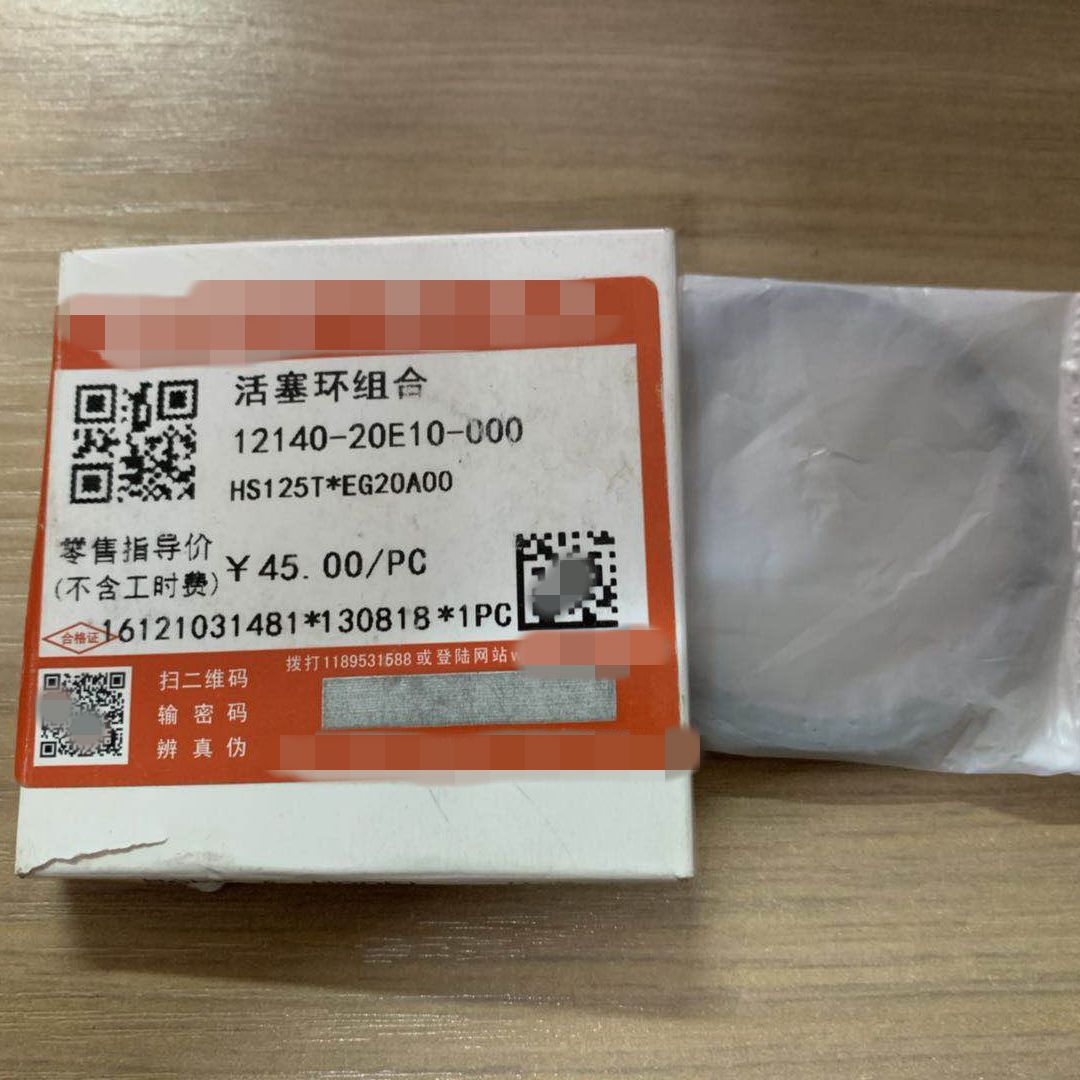 活塞环组合
12140-20E10-000
HS125T*EG20A00
零售指导价
(不含工时费)
￥45.00/PC
合格证
16121031481*130818*1PC
拨打1189531588或登陆网站w
扫二维码
输密码
辨真伪